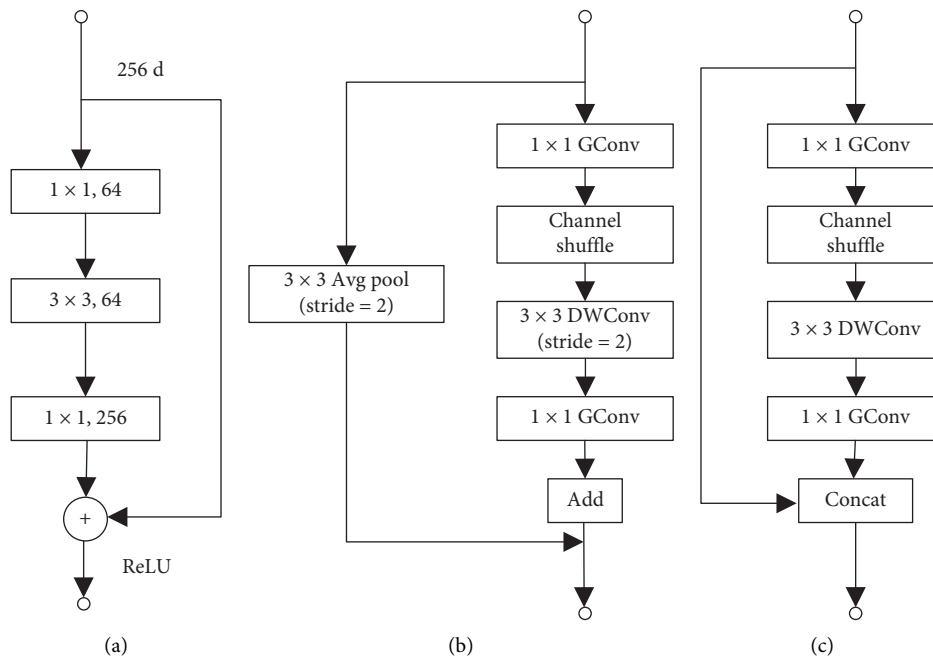 256 d
1 × 1, 64
3 × 3, 64
1 × 1, 256
+
ReLU
(a)
3 × 3 Avg pool
(stride = 2)
1 × 1 GConv
Channel
shuffle
3 × 3 DWConv
(stride = 2)
1 × 1 GConv
Add
(b)
1 × 1 GConv
Channel
shuffle
3 × 3 DWConv
1 × 1 GConv
Concat
(c)